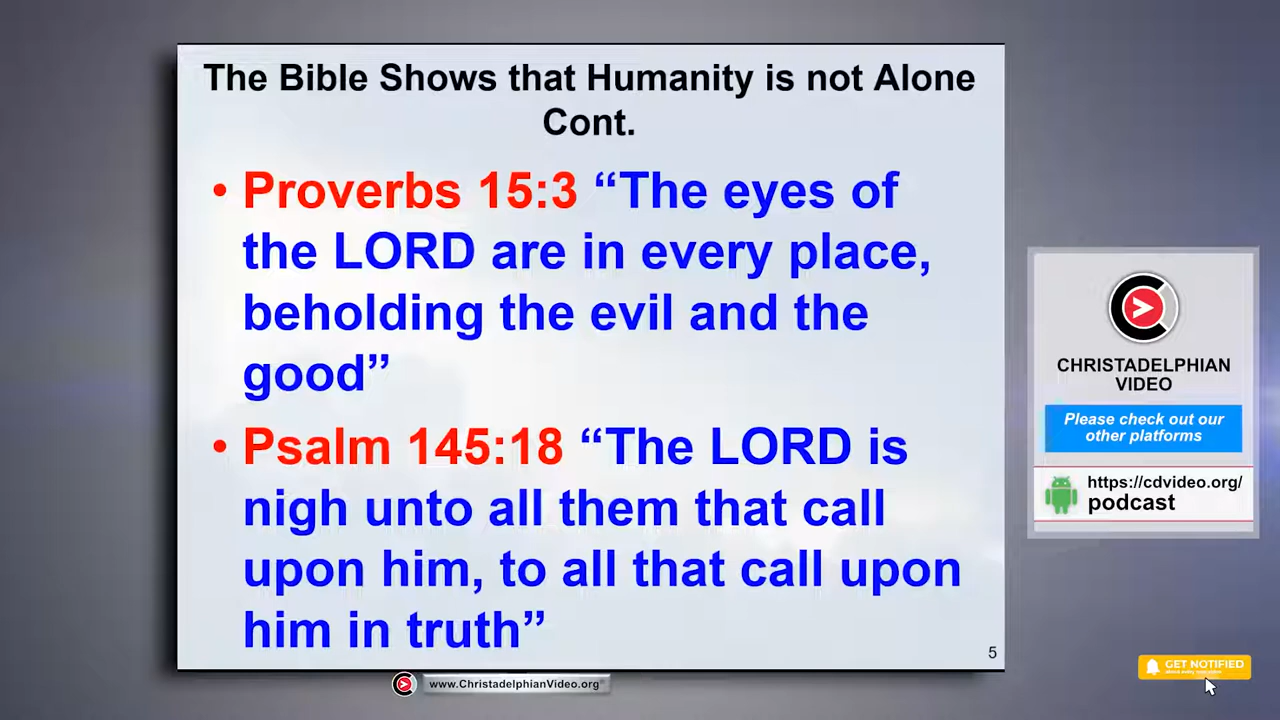 The Bible Shows that Humanity is not Alone
Cont.
• Proverbs 15:3 “The eyes of
the LORD are in every place,
beholding the evil and the
good”
• Psalm 145:18 “The LORD is
nigh unto all them that call
upon him, to all that call upon
him in truth”
5
CHRISTADELPHIAN
VIDEO
Please check out our
other platforms
https://cdvideo.org/
podcast
www.ChristadelphianVideo.org
GET NOTIFIED